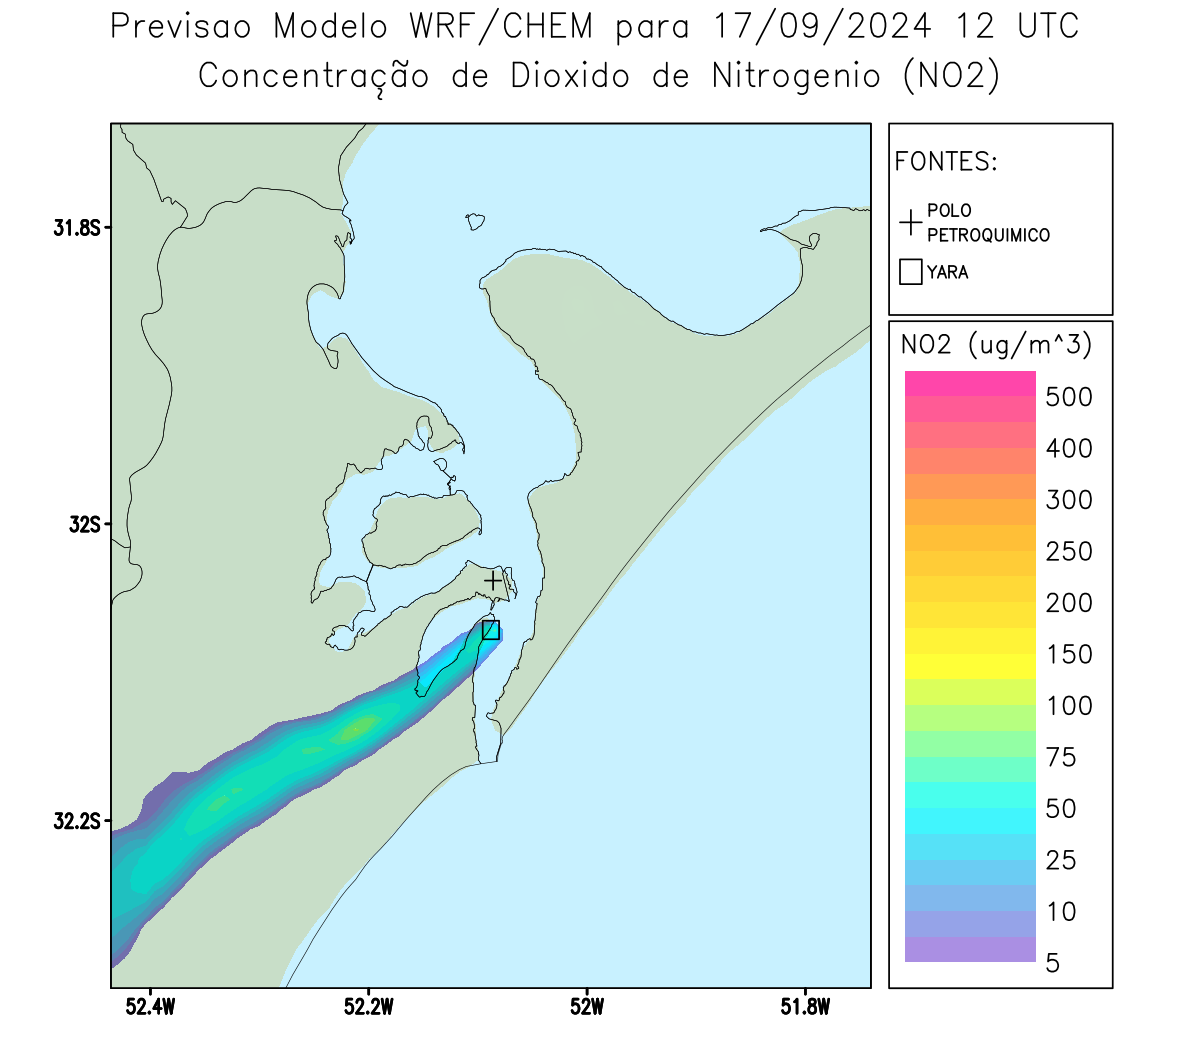 Previsao Modelo WRF/CHEM para 17/09/2024 12 UTC
Concentração de Dioxido de Nitrogenio (NO2)
FONTES:
POLO
PETROQUIMICO
YARA
NO2 (ug/m^3)
500
400
300
250
200
150
100
75
50
25
10
5
31.8S
32S
32.2S
52.4W
52.2W
52W
51.8W